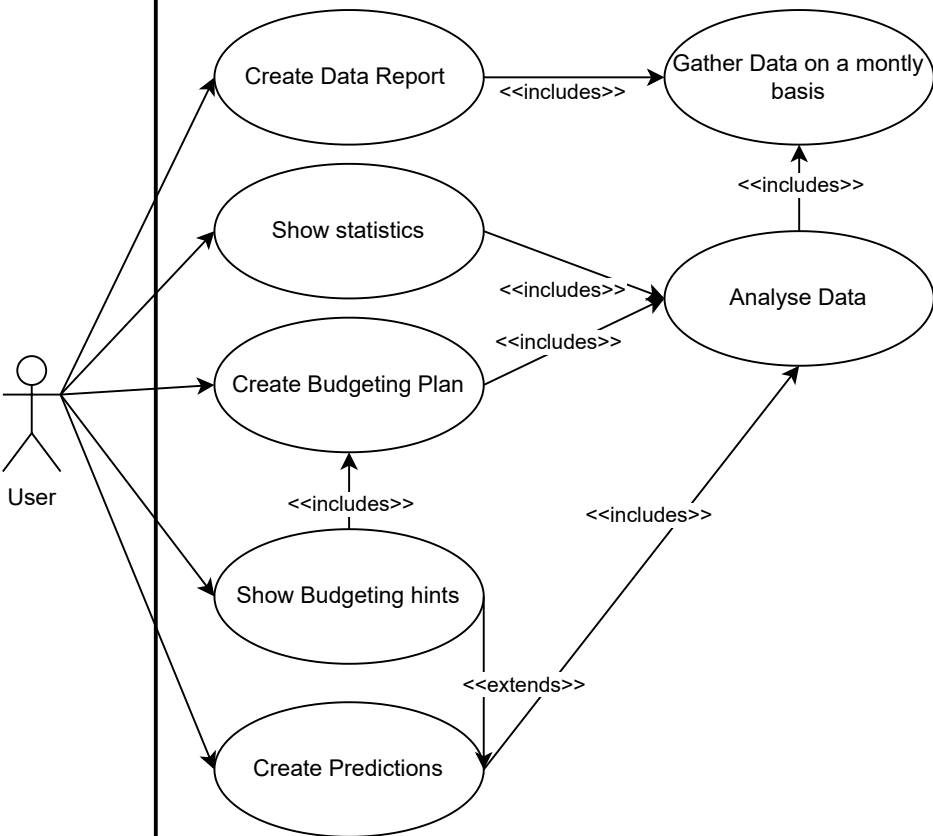 Create Data Report
<<includes>>
Gather Data on a montly
basis
<<includes>>
Show statistics
<<includes>>
Analyse Data
<<includes>>
Create Budgeting Plan
User
<<includes>>
<<includes>>
Show Budgeting hints
<<extends>>
Create Predictions